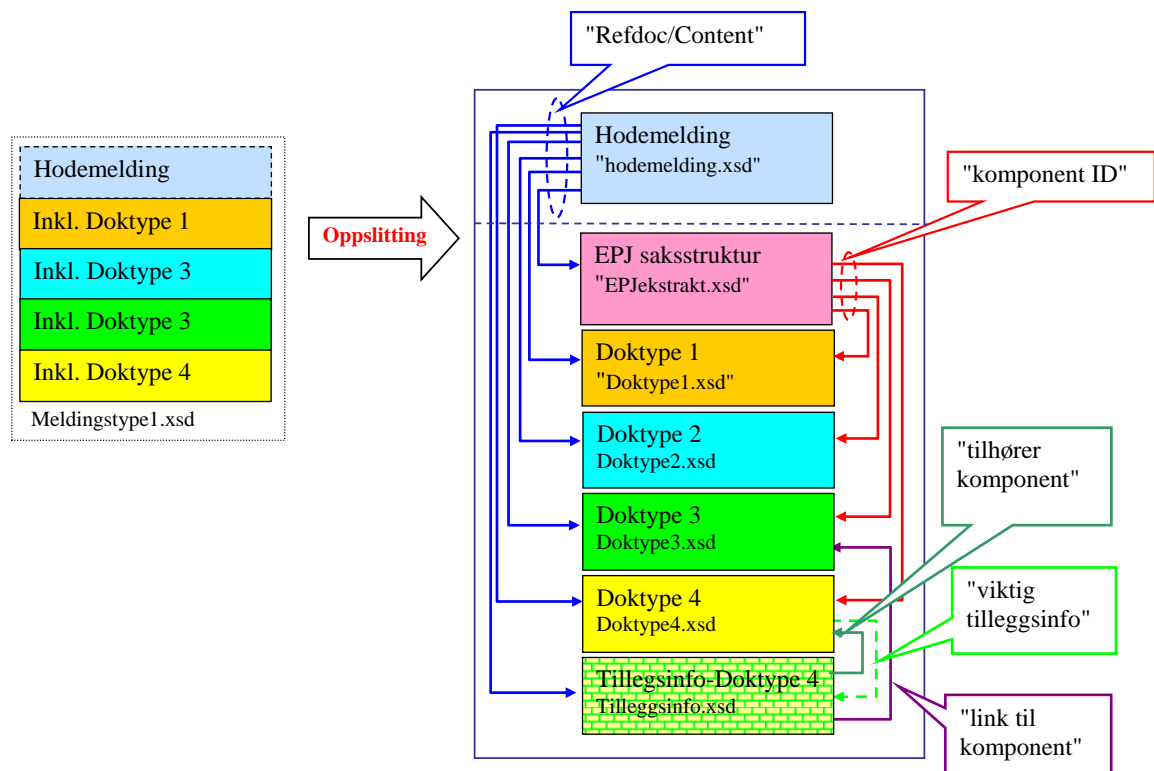 "Refdoc/Content"
Hodemelding
Inkl. Doktype 1
Inkl. Doktype 3
Inkl. Doktype 3
Inkl. Doktype 4
Meldingstype1.xsd
Oppslitting
Hodemelding
"hodemelding.xsd"
EPJ saksstruktur
"EPJekstrakt.xsd"
Doktype 1
"Doktype1.xsd"
Doktype 2
Doktype2.xsd
Doktype 3
Doktype3.xsd
Doktype 4
Doktype4.xsd
Tillegsinfo-Doktype 4
Tilleggsinfo.xsd
"komponent ID"
"tilhører
komponent"
"viktig
tilleggsinfo"
"link til
komponent"